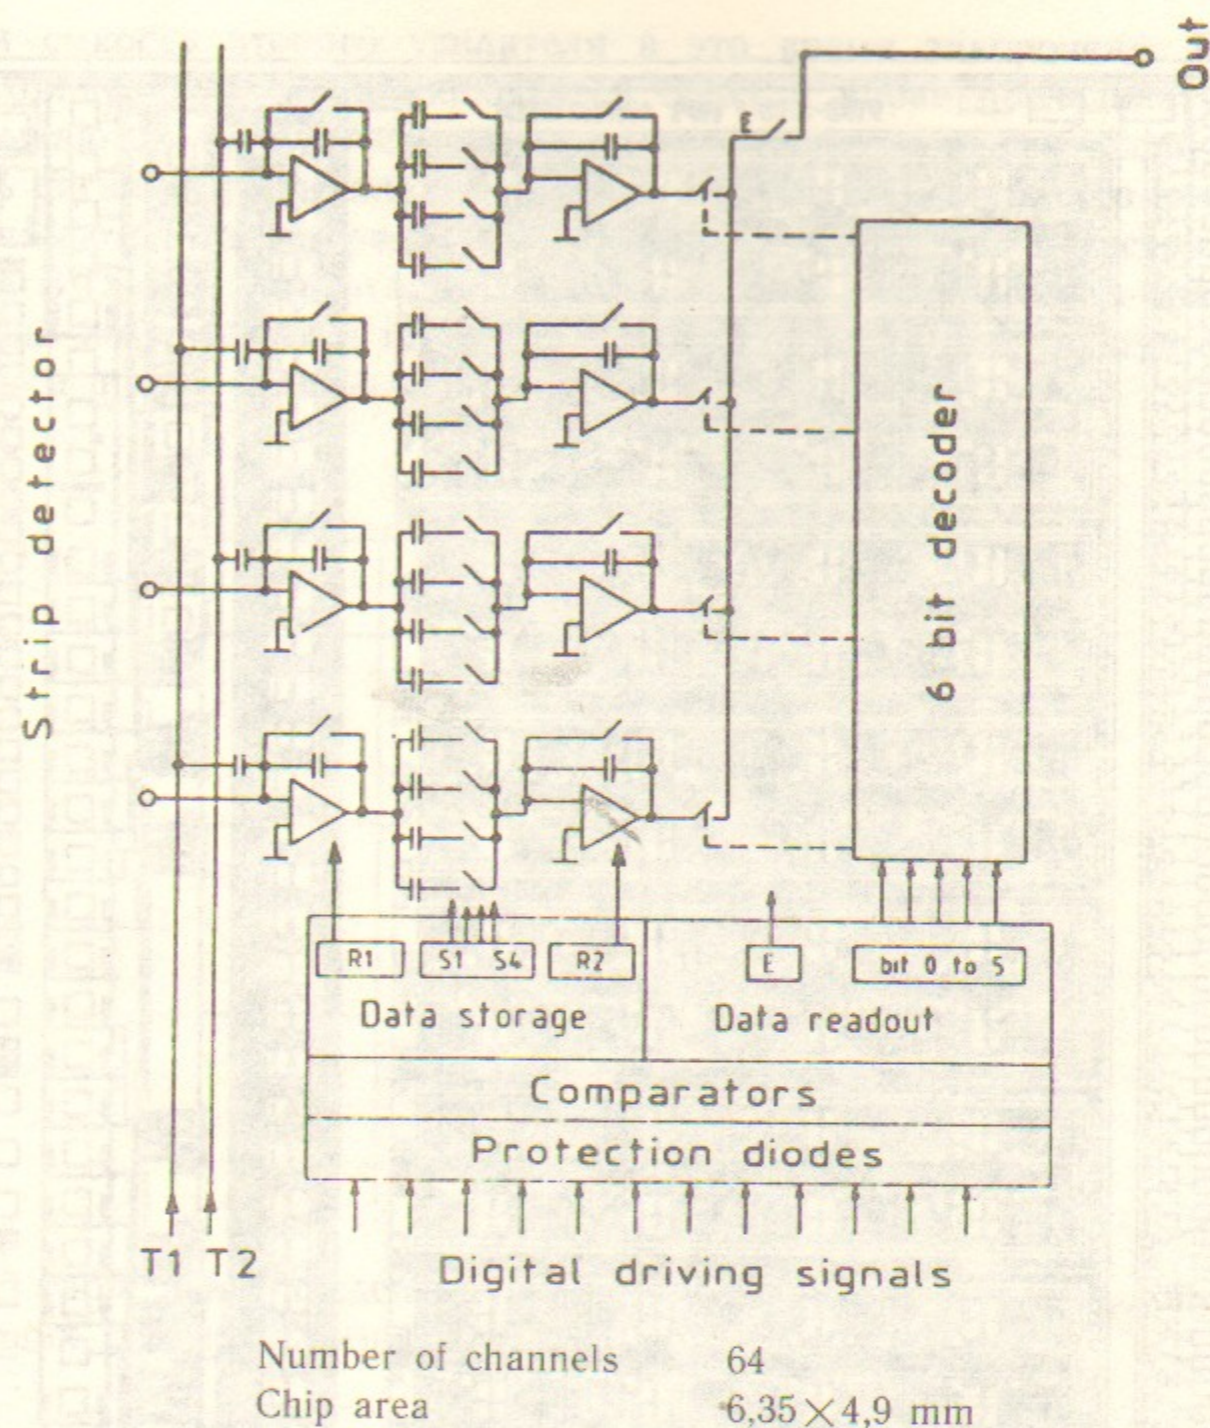 Out
E
Strip detector
6 bit decoder
R1
S1 S4
R2
E
bit 0 to 5
Data storage
Data readout
Comparators
Protection diodes
T1 T2
Digital driving signals
Number of channels 64
Chip area 6,35×4,9 mm